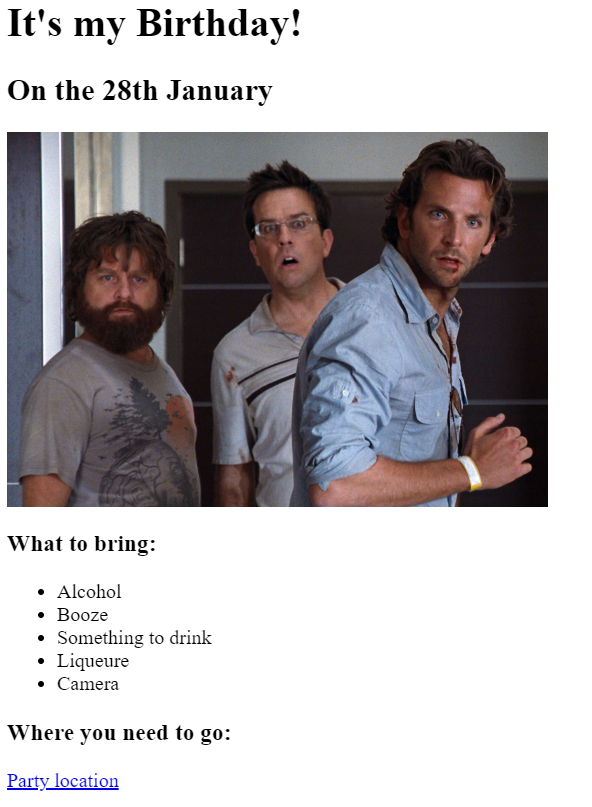 It's my Birthday!
On the 28th January
What to bring:
Alcohol
Booze
Something to drink
Liqueure
Camera
Where you need to go:
Party location